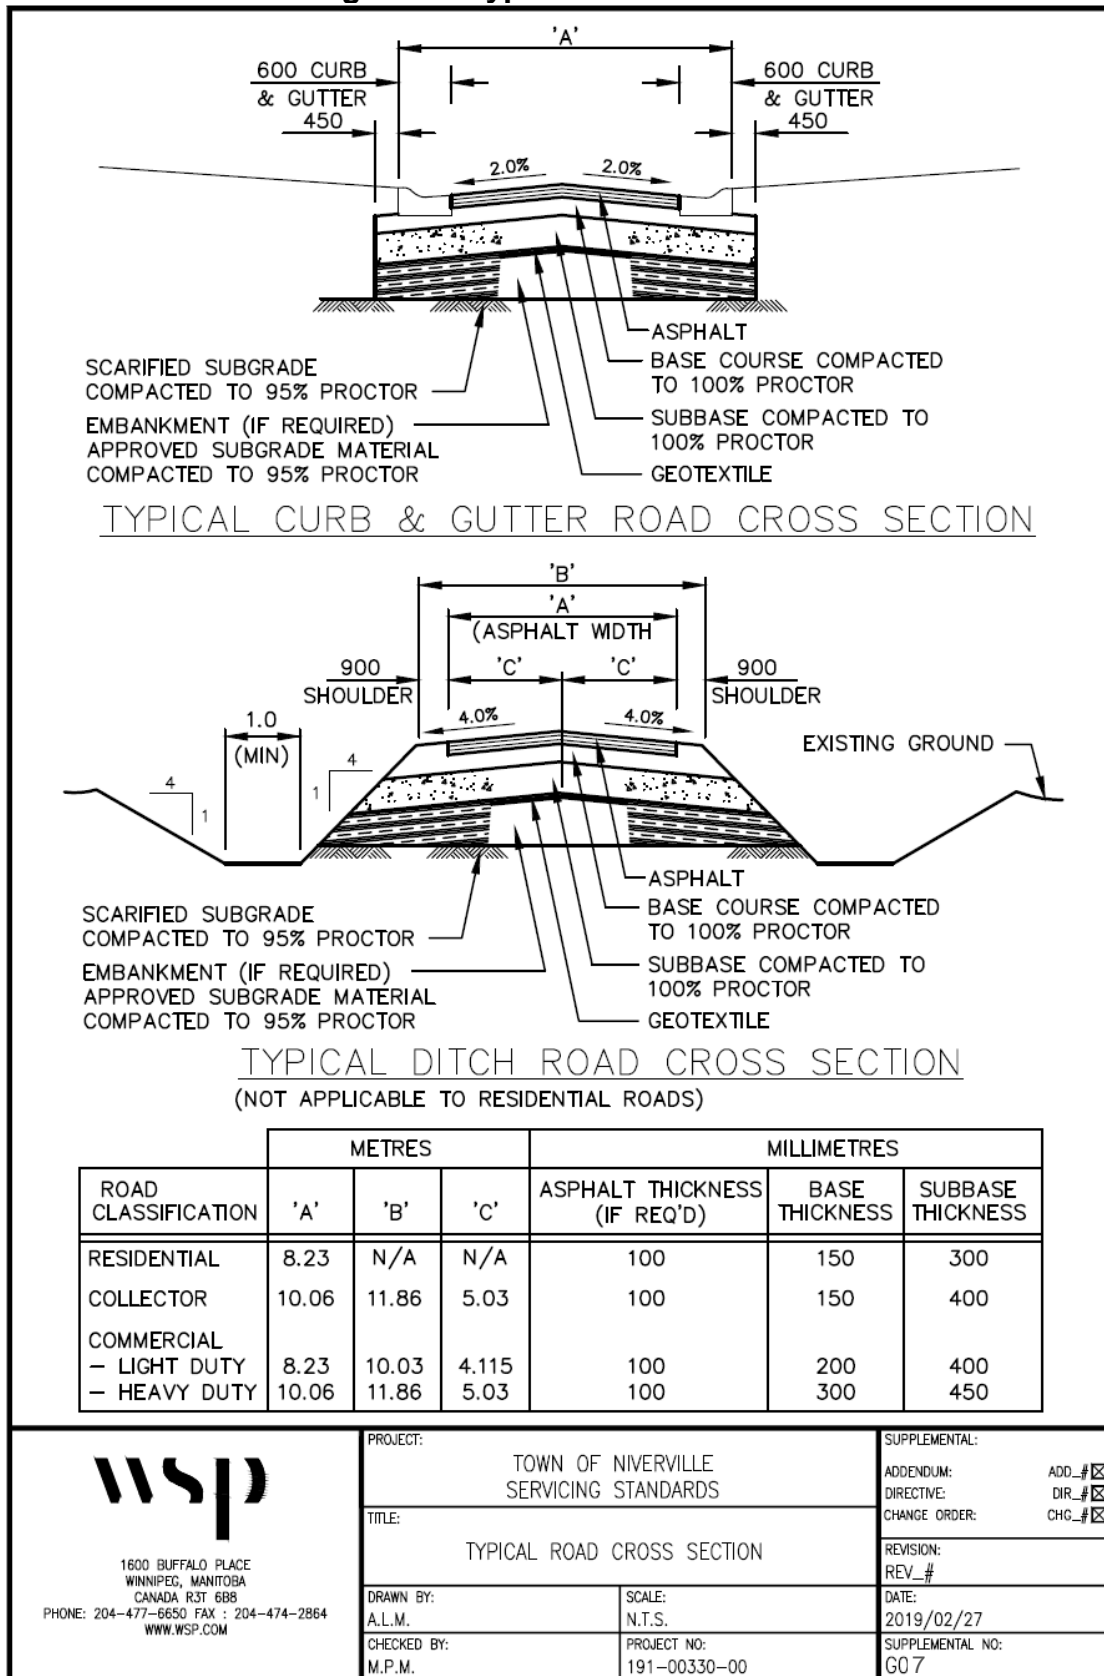 'A'
600 CURB
& GUTTER
450
600 CURB
& GUTTER
450
2.0%
2.0%
ASPHALT
BASE COURSE COMPACTED
TO 100% PROCTOR
SUBBASE COMPACTED TO
100% PROCTOR
GEOTEXTILE
SCARIFIED SUBGRADE
COMPACTED TO 95% PROCTOR
EMBANKMENT (IF REQUIRED)
APPROVED SUBGRADE MATERIAL
COMPACTED TO 95% PROCTOR
TYPICAL CURB & GUTTER ROAD CROSS SECTION
'B'
'A'
(ASPHALT WIDTH
'C'
'C'
900
SHOULDER
900
SHOULDER
1.0
(MIN)
4.0%
4.0%
4
1
4
1
EXISTING GROUND
ASPHALT
BASE COURSE COMPACTED
TO 100% PROCTOR
SUBBASE COMPACTED TO
100% PROCTOR
GEOTEXTILE
SCARIFIED SUBGRADE
COMPACTED TO 95% PROCTOR
EMBANKMENT (IF REQUIRED)
APPROVED SUBGRADE MATERIAL
COMPACTED TO 95% PROCTOR
TYPICAL DITCH ROAD CROSS SECTION
(NOT APPLICABLE TO RESIDENTIAL ROADS)
METRES MILLIMETRES
ROAD CLASSIFICATION 'A' 'B' 'C' ASPHALT THICKNESS (IF REQ'D) BASE THICKNESS SUBBASE THICKNESS
RESIDENTIAL 8.23 N/A N/A 100 150 300
COLLECTOR 10.06 11.86 5.03 100 150 400
COMMERCIAL
– LIGHT DUTY 8.23 10.03 4.115 100 200 400
– HEAVY DUTY 10.06 11.86 5.03 100 300 450
wsp
1600 BUFFALO PLACE
WINNIPEG, MANITOBA
CANADA R3T 6B8
PHONE: 204-477-6650 FAX : 204-474-2864
WWW.WSP.COM
PROJECT:
TOWN OF NIVERVILLE
SERVICING STANDARDS
TITLE:
TYPICAL ROAD CROSS SECTION
DRAWN BY:
A.L.M.
SCALE:
N.T.S.
CHECKED BY:
M.P.M.
PROJECT NO:
191-00330-00
SUPPLEMENTAL:
ADDENDUM: ADD_#
DIRECTIVE: DIR_#
CHANGE ORDER: CHG_#
REVISION:
REV_#
DATE:
2019/02/27
SUPPLEMENTAL NO:
G07